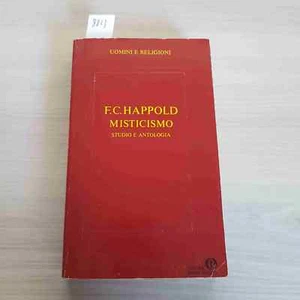 UOMINI E RELIGIONI
F.C. HAPPOLD
MISTICISMO
STUDIO E ANTOLOGIA